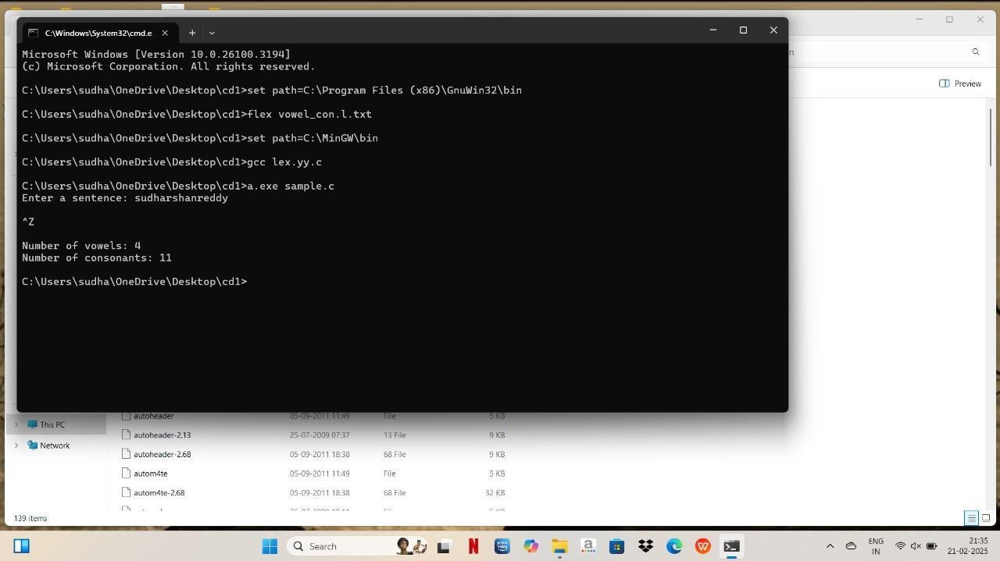 C:\Windows\System32\cmd.e
Microsoft Windows [Version 10.0.26100.3194]
(c) Microsoft Corporation. All rights reserved.
C:\Users\sudha\OneDrive\Desktop\cd1>set path=C:\Program Files (x86)\GnuWin32\bin
C:\Users\sudha\OneDrive\Desktop\cd1>flex vowel_con.l.txt
C:\Users\sudha\OneDrive\Desktop\cd1>set path=C:\MinGW\bin
C:\Users\sudha\OneDrive\Desktop\cd1>gcc lex.yy.c
C:\Users\sudha\OneDrive\Desktop\cd1>a.exe sample.c
Enter a sentence: sudharshanreddy
^Z
Number of vowels: 4
Number of consonants: 11
C:\Users\sudha\OneDrive\Desktop\cd1>
Preview
This PC
Network
autoheader 05-09-2011 11:49 File 5 KB
autoheader-2.13 25-07-2009 07:37 13 File 9 KB
autoheader-2.68 05-09-2011 18:38 68 File 9 KB
autom4te 05-09-2011 11:49 File 5 KB
autom4te-2.68 05-09-2011 18:38 68 File 32 KB
139 items
Search
ENG
IN
21:35
21-02-2025